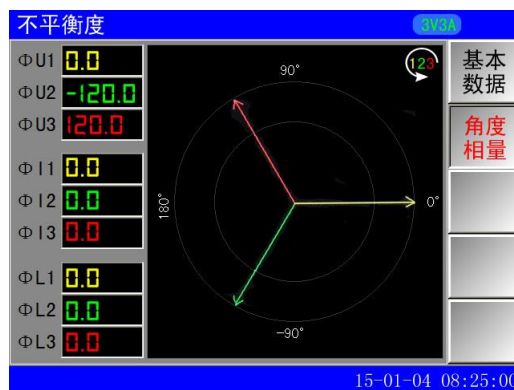 不平衡度 3V3A
ΦU1 0.0
ΦU2 -120.0
ΦU3 120.0
ΦI1 0.0
ΦI2 0.0
ΦI3 0.0
ΦL1 0.0
ΦL2 0.0
ΦL3 0.0
90°
123
180°
0°
-90°
基本
数据
角度
相量
15-01-04 08:25:00